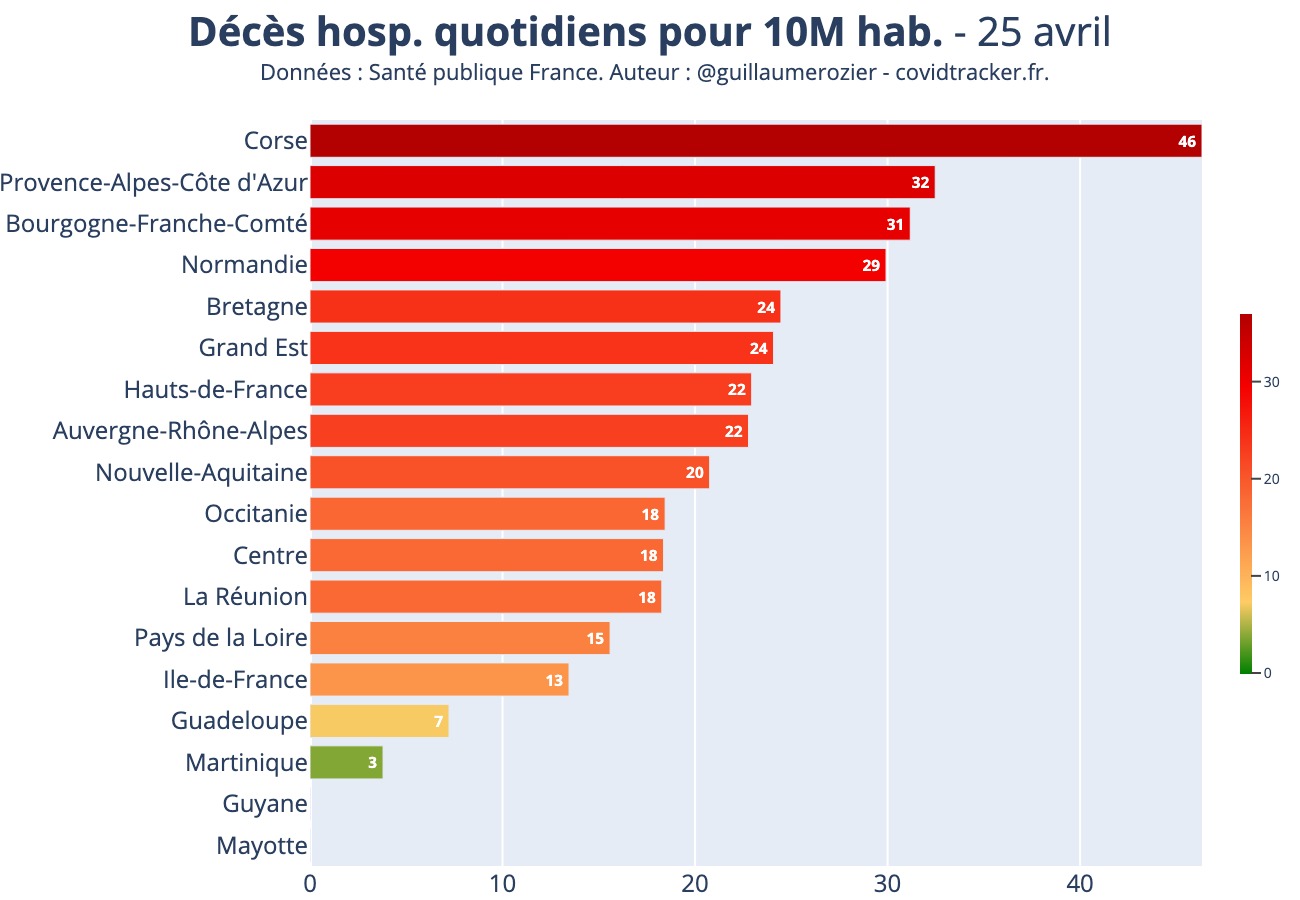 Décès hosp. quotidiens pour 10M hab. - 25 avril
Données : Santé publique France. Auteur : @guillaumerozier - covidtracker.fr.
Corse 46
Provence-Alpes-Côte d'Azur 32
Bourgogne-Franche-Comté 31
Normandie 29
Bretagne 24
Grand Est 24
Hauts-de-France 22
Auvergne-Rhône-Alpes 22
Nouvelle-Aquitaine 20
Occitanie 18
Centre 18
La Réunion 18
Pays de la Loire 15
Ile-de-France 13
Guadeloupe 7
Martinique 3
Guyane
Mayotte
0 10 20 30 40
30
20
10
0